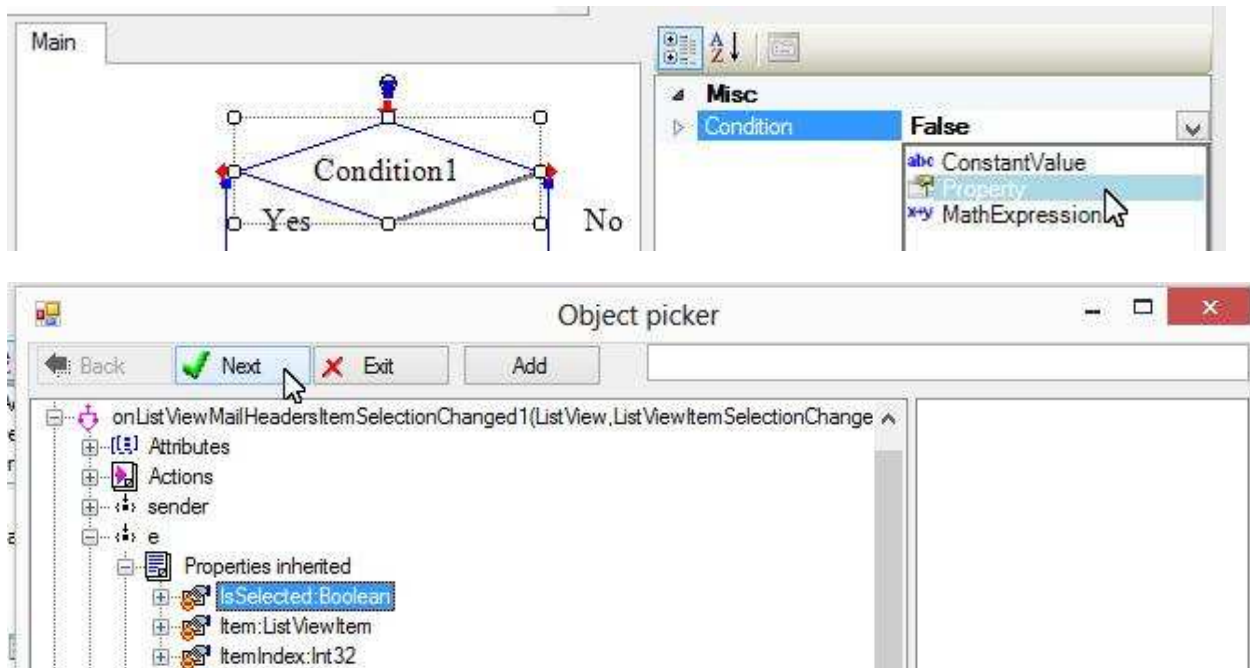 Main
A
Z
Misc
Condition False
abc ConstantValue
Property
x+y MathExpression
Condition1
Yes No
Object picker
Back Next Exit Add
onListViewMailHeadersItemSelectionChanged1(ListView,ListViewItemSelectionChange
Attributes
Actions
sender
e
Properties inherited
IsSelected:Boolean
Item:ListViewItem
ItemIndex:Int32